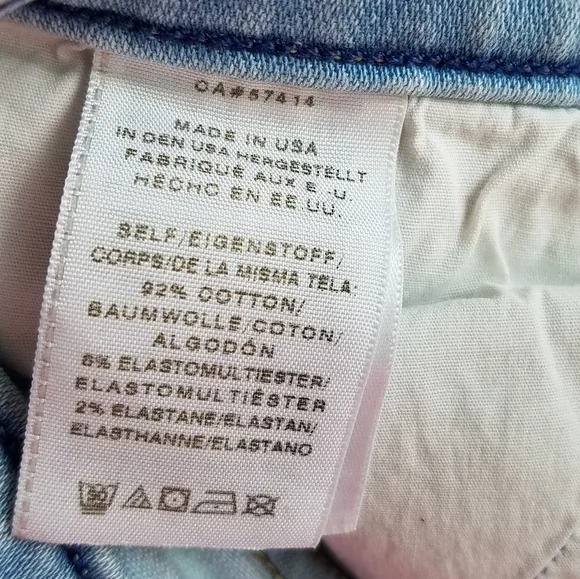 CA#57414
MADE IN USA
IN DEN USA HERGESTELLT
FABRIQUÉ AUX E.-U.
HECHO EN EE.UU.
SELF/EIGENSTOFF/
CORPS/DE LA MISMA TELA:
92% COTTON/
BAUMWOLLE/COTON/
ALGODÓN
6% ELASTOMULTIESTER/
ELASTOMULTIÉSTER
2% ELASTANE/ELASTAN/
ELASTHANNE/ELASTANO
30